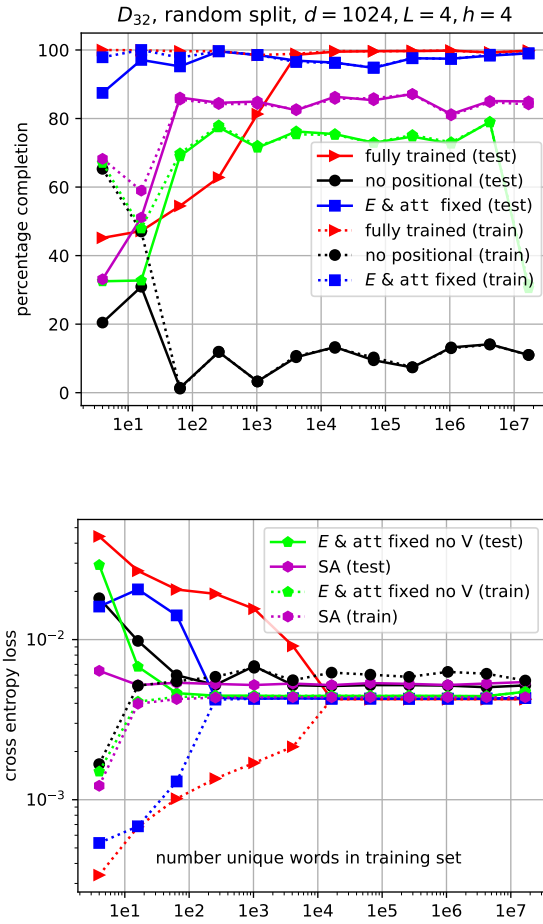 D32, random split, d = 1024, L = 4, h = 4
percentage completion
100
80
60
40
20
0
fully trained (test)
no positional (test)
E & att fixed (test)
fully trained (train)
no positional (train)
E & att fixed (train)
1e1 1e2 1e3 1e4 1e5 1e6 1e7
cross entropy loss
10−2
10−3
E & att fixed no V (test)
SA (test)
E & att fixed no V (train)
SA (train)
number unique words in training set
1e1 1e2 1e3 1e4 1e5 1e6 1e7